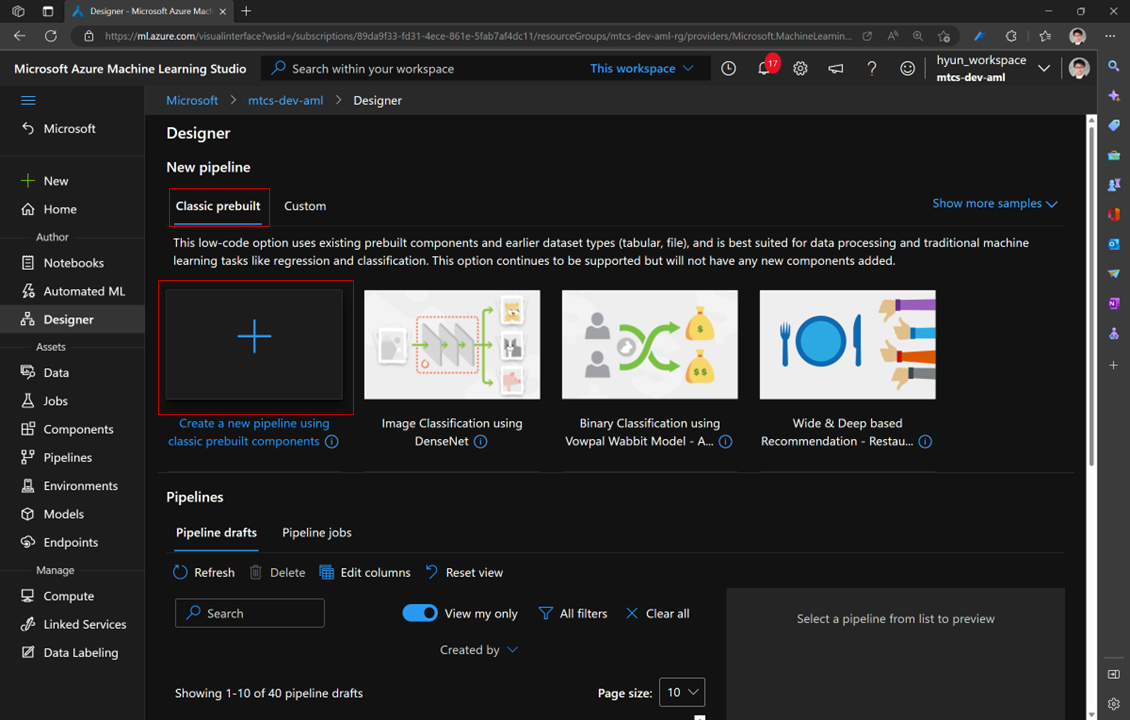 Designer - Microsoft Azure Mac
https://ml.azure.com/visualinterface?wsid=/subscriptions/89da9f33-fd31-4ece-861e-5fab7af4dc11/resourceGroups/mtcs-dev-aml-rg/providers/Microsoft.MachineLearnin...
Microsoft Azure Machine Learning Studio
Search within your workspace
This workspace
17
hyun_workspace
mtcs-dev-aml
Microsoft > mtcs-dev-aml > Designer
Microsoft
New
Home
Author
Notebooks
Automated ML
Designer
Assets
Data
Jobs
Components
Pipelines
Environments
Models
Endpoints
Manage
Compute
Linked Services
Data Labeling
Designer
New pipeline
Classic prebuilt
Custom
Show more samples
This low-code option uses existing prebuilt components and earlier dataset types (tabular, file), and is best suited for data processing and traditional machine
learning tasks like regression and classification. This option continues to be supported but will not have any new components added.
Create a new pipeline using
classic prebuilt components
Image Classification using
DenseNet
$
$$
Binary Classification using
Vowpal Wabbit Model - A...
Wide & Deep based
Recommendation - Restau...
Pipelines
Pipeline drafts
Pipeline jobs
Refresh
Delete
Edit columns
Reset view
Search
View my only
All filters
Clear all
Created by
Showing 1-10 of 40 pipeline drafts
Page size:
10
Select a pipeline from list to preview